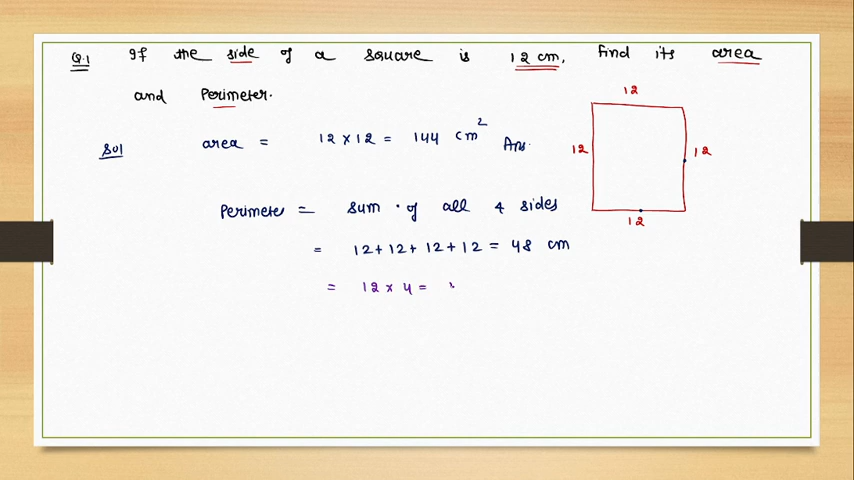 Q.1 If the side of a square is 12 cm. find its area
and Perimeter.
12
Sol area = 12 × 12 = 144 cm² Ans.
12
12
Perimeter = sum of all 4 sides
12
= 12 + 12 + 12 + 12 = 48 cm
= 12 × 4 =